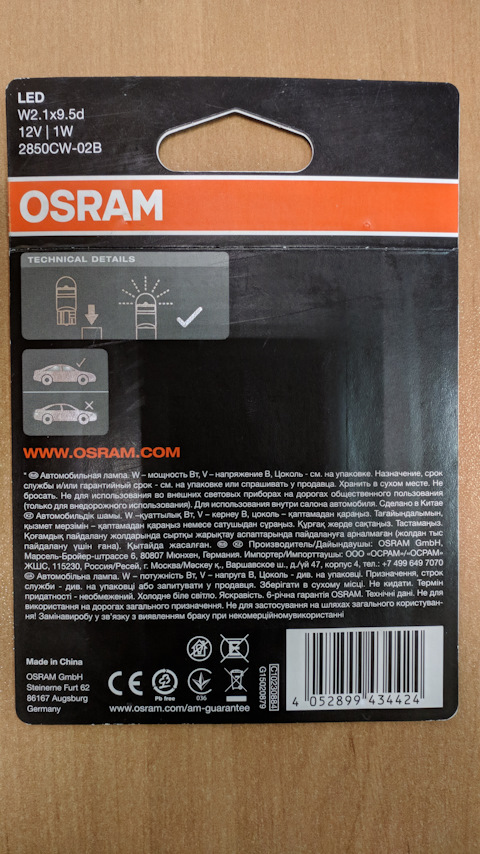 LED
W2.1x9.5d
12V | 1W
2850CW-02B
OSRAM
TECHNICAL DETAILS
WWW.OSRAM.COM
* Автомобильная лампа. W – мощность Вт, V – напряжение В, Цоколь - см. на упаковке. Назначение, срок
службы и/или гарантийный срок - см. на упаковке или спрашивать у продавца. Хранить в сухом месте. Не
бросать. Не для использования во внешних световых приборах на дорогах общественного пользования
(только для внедорожного использования). Для использования внутри салона автомобиля. Сделано в Китае
Автомобильдік шамы. W –қуаттылық Вт, V – кернеу В, цоколь – қаптамадан қараңыз. Тағайындалымын,
қызмет мерзімін – қаптамадан қараңыз немесе сатушыдан сұраңыз. Құрғақ жерде сақтаңыз. Тастамаңыз.
Қоғамдық пайдалану жолдарында сыртқы жарықтау аспаптарында пайдалануға арналмаған (жолдан тыс
пайдалану үшін ғана). Қытайда жасалған. Производитель/Дайындаушы: OSRAM GmbH,
Марсель-Бройер-штрассе 6, 80807 Мюнхен, Германия. Импортер/Импорттаушы: ООО «ОСРАМ»/«ОСРАМ»
ЖШС, 115230, Россия/Ресей, г. Москва/Мескеу қ., Варшавское ш., д./үй 47, корпус 4, тел.: +7 499 649 7070
Автомобільна лампа. W – потужність Вт, V – напруга В, Цоколь - див. на упаковці. Призначення, строк
служби - див. на упаковці або запитувати у продавця. Зберігати в сухому місці. Не кидати. Термін
придатності - необмежений. Холодне біле світло. Яскравість. 6-річна гарантія OSRAM. Технічні дані. Не для
використання на дорогах загального призначення. Не для застосування на шляхах загального користуван-
ня! Замінавиробу у зв'язку з виявленням браку при некомерційномувикористанні
Made in China
OSRAM GmbH
Steinerne Furt 62
86167 Augsburg
Germany
CE
Pb free
036
www.osram.com/am-guarantee
G15026879
C10230884
4 052899 434424